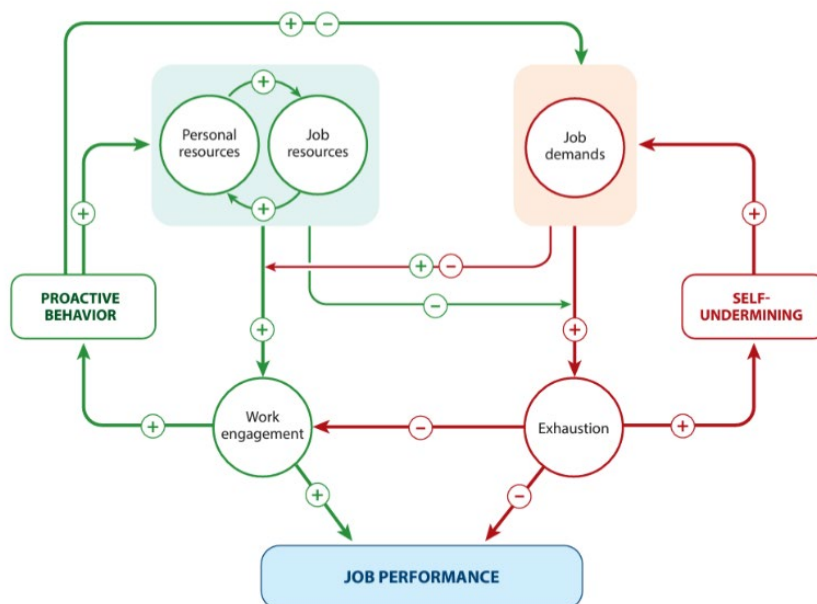 + −
+
Personal
resources
Job
resources
+
Job
demands
+
+
+ −
−
PROACTIVE
BEHAVIOR
SELF-
UNDERMINING
+
+
+
Work
engagement
−
Exhaustion
+
+
−
JOB PERFORMANCE